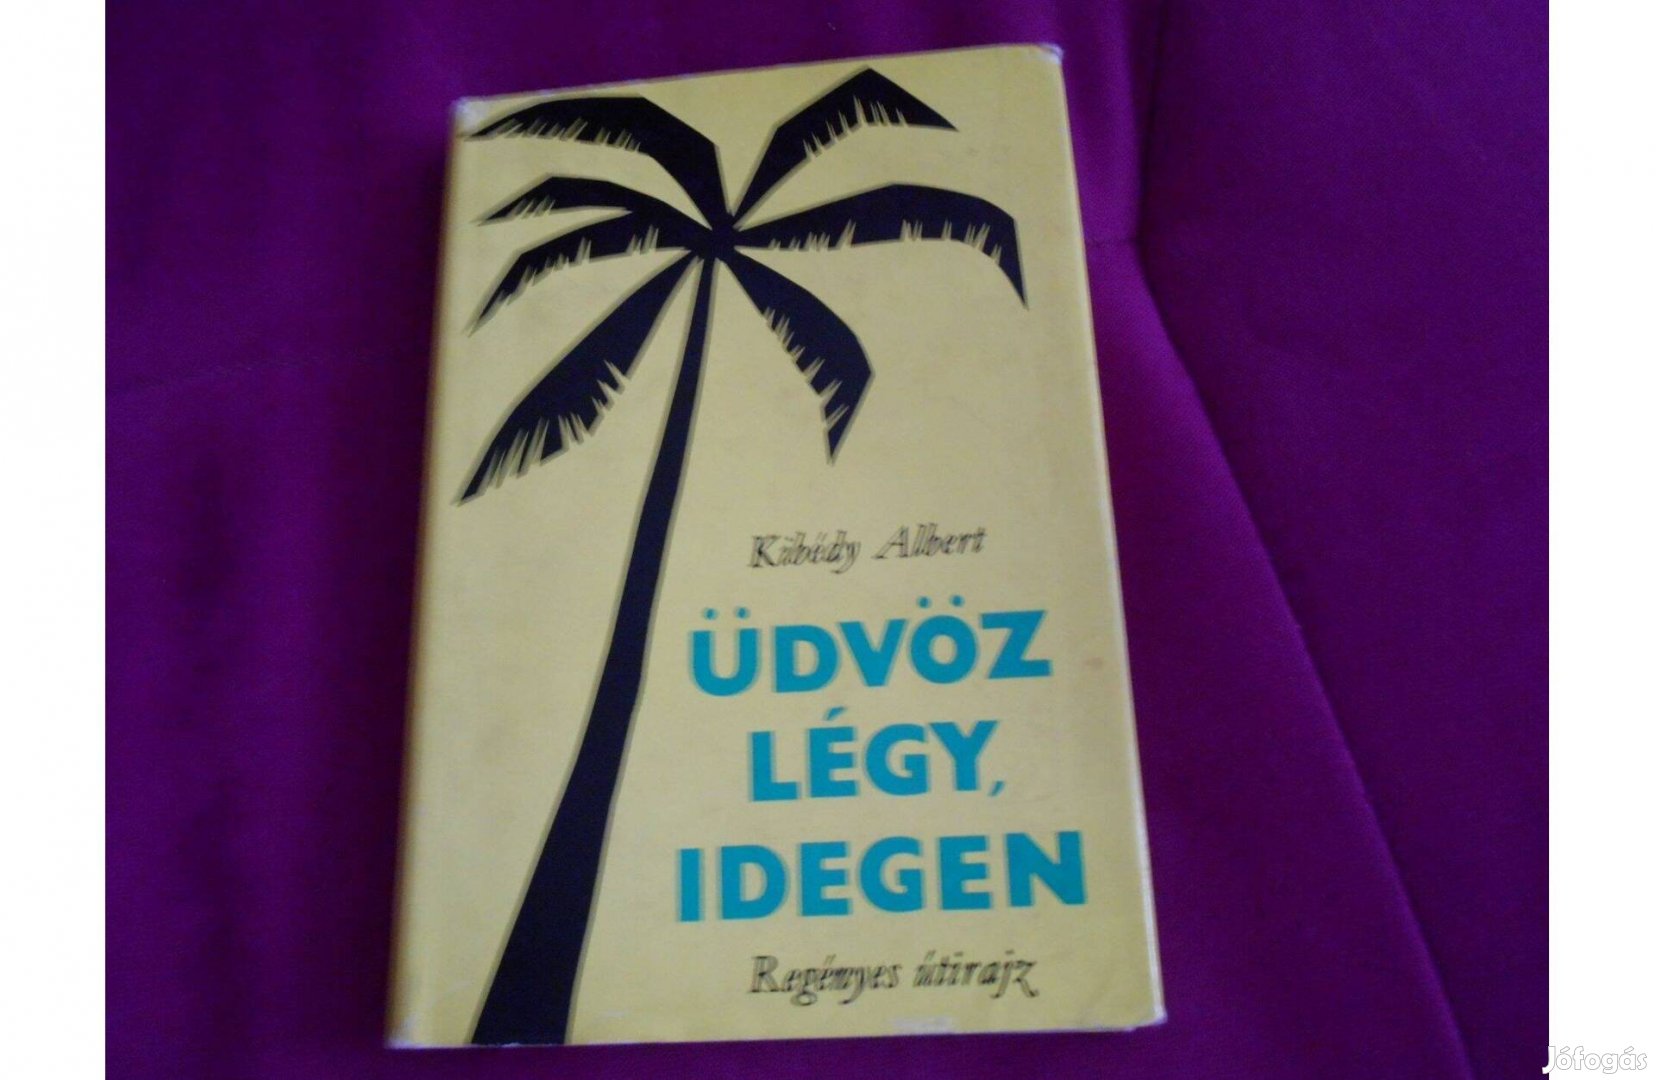 Kibédy Albert
ÜDVÖZ
LÉGY,
IDEGEN
Regényes útirajz
Jófogás